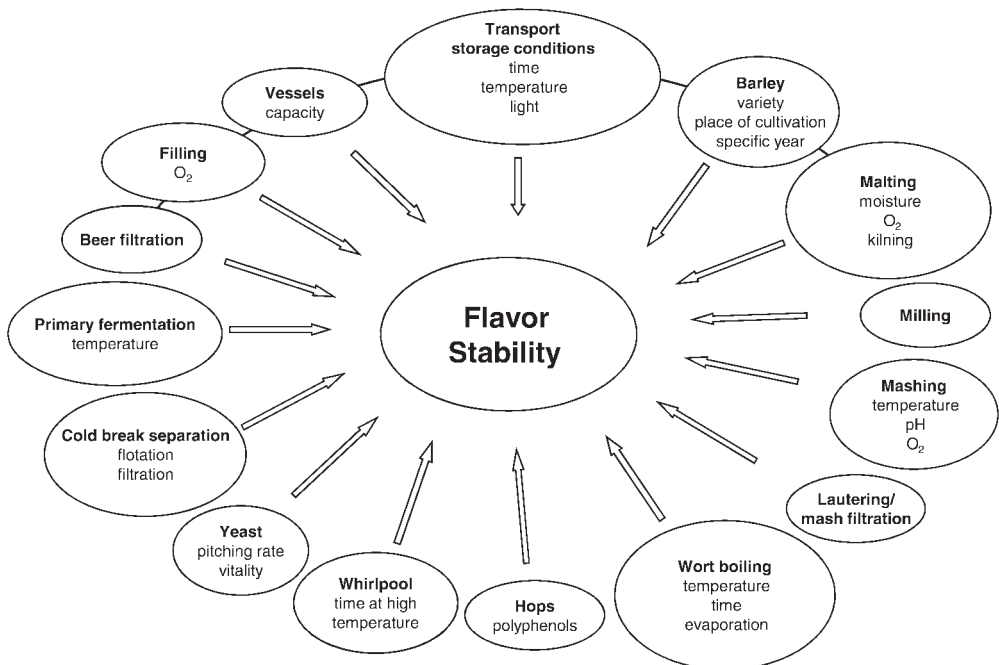 Transport
storage conditions
time
temperature
light
Barley
variety
place of cultivation
specific year
Malting
moisture
O₂
kilning
Milling
Mashing
temperature
pH
O₂
Lautering/
mash filtration
Wort boiling
temperature
time
evaporation
Hops
polyphenols
Whirlpool
time at high
temperature
Yeast
pitching rate
vitality
Cold break separation
flotation
filtration
Primary fermentation
temperature
Beer filtration
Filling
O₂
Vessels
capacity
Flavor
Stability